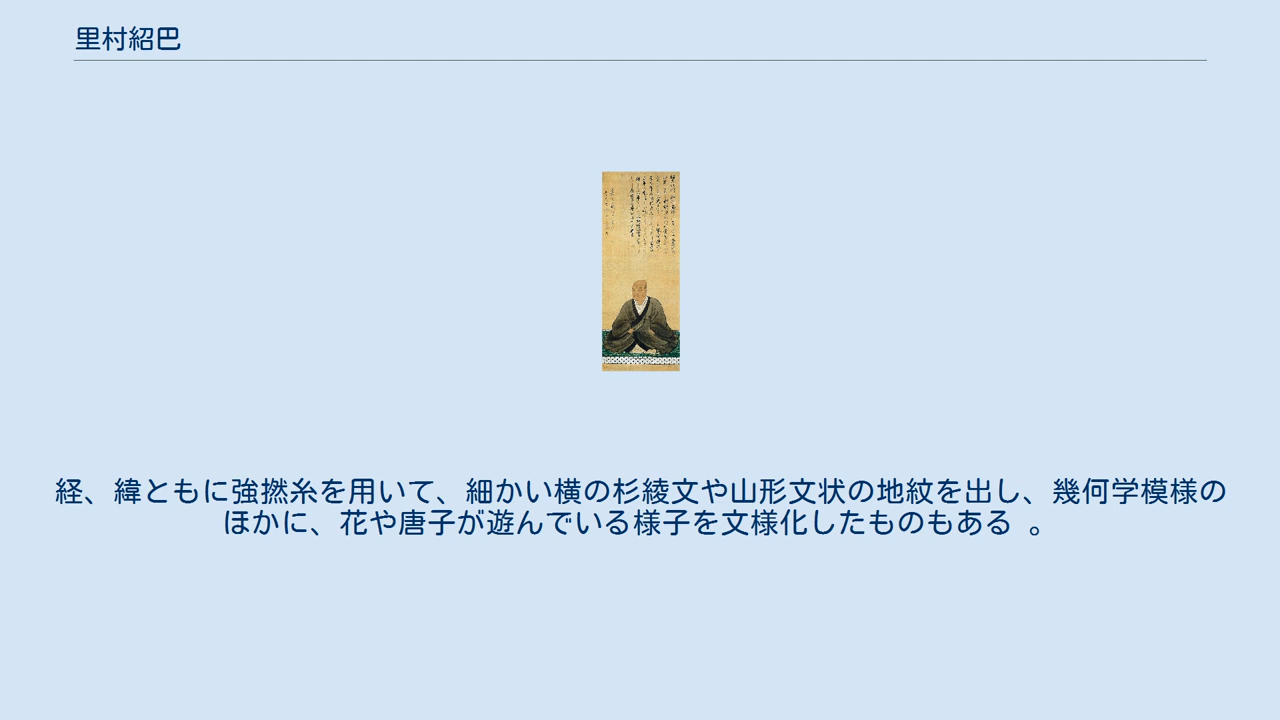 里村紹巴
経、緯ともに強撚糸を用いて、細かい横の杉綾文や山形文状の地紋を出し、幾何学模様の
ほかに、花や唐子が遊んでいる様子を文様化したものもある 。